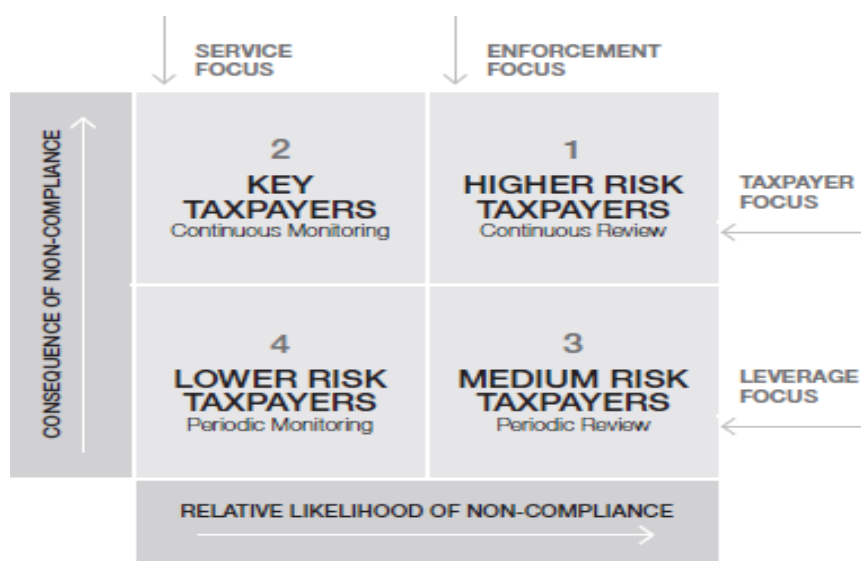 SERVICE
FOCUS
ENFORCEMENT
FOCUS
CONSEQUENCE OF NON-COMPLIANCE
2
KEY
TAXPAYERS
Continuous Monitoring
1
HIGHER RISK
TAXPAYERS
Continuous Review
TAXPAYER
FOCUS
4
LOWER RISK
TAXPAYERS
Periodic Monitoring
3
MEDIUM RISK
TAXPAYERS
Periodic Review
LEVERAGE
FOCUS
RELATIVE LIKELIHOOD OF NON-COMPLIANCE